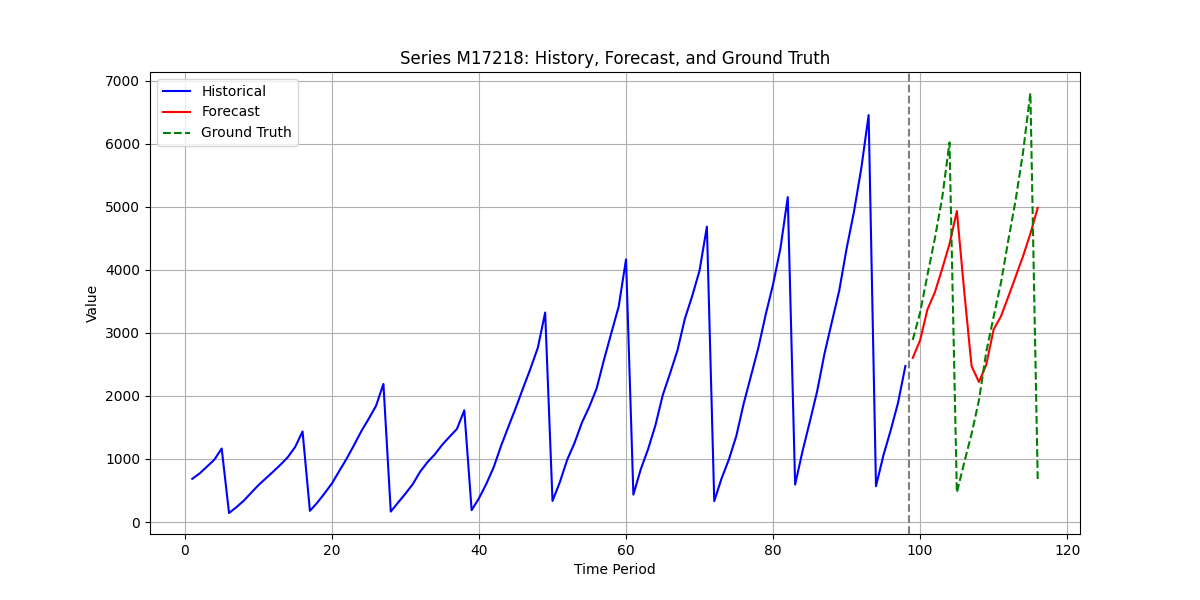 Series M17218: History, Forecast, and Ground Truth
Historical
Forecast
Ground Truth
7000
6000
5000
4000
3000
2000
1000
0
Value
0 20 40 60 80 100 120
Time Period